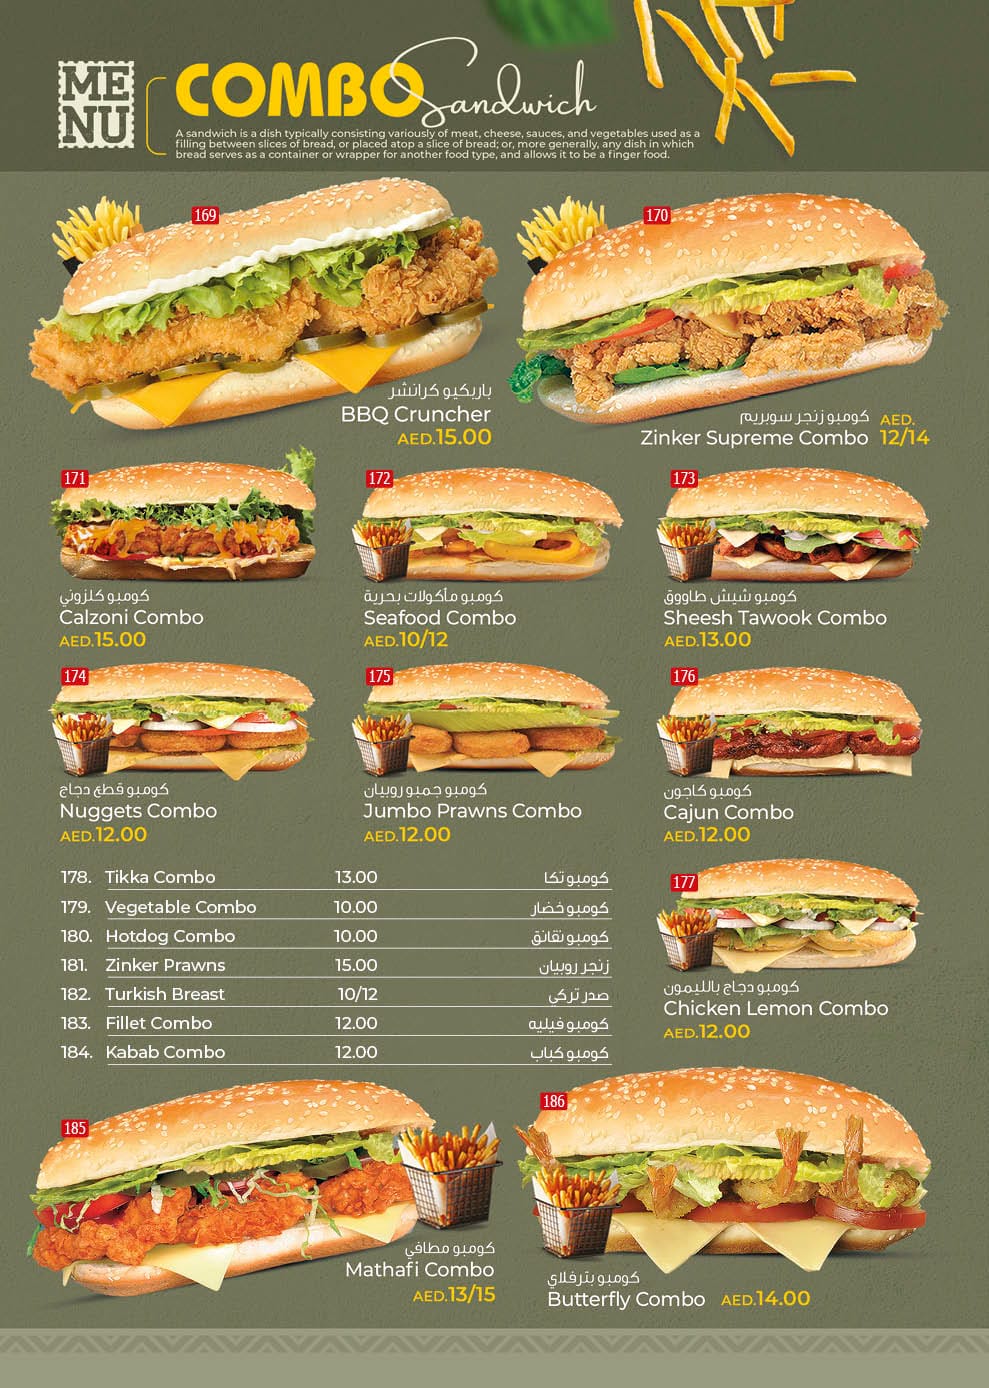 ME
NU
COMBO Sandwich
A sandwich is a dish typically consisting variously of meat, cheese, sauces, and vegetables used as a
filling between slices of bread, or placed atop a slice of bread; or, more generally, any dish in which
bread serves as a container or wrapper for another food type, and allows it to be a finger food.
169
باربكيو كرانشر
BBQ Cruncher
AED.15.00
170
كومبو زنجر سوبريم
Zinker Supreme Combo
AED.
12/14
171
كومبو كلزوني
Calzoni Combo
AED.15.00
172
كومبو مأكولات بحرية
Seafood Combo
AED.10/12
173
كومبو شيش طاووق
Sheesh Tawook Combo
AED.13.00
174
كومبو قطع دجاج
Nuggets Combo
AED.12.00
175
كومبو جمبو روبيان
Jumbo Prawns Combo
AED.12.00
176
كومبو كاجون
Cajun Combo
AED.12.00
178. Tikka Combo 13.00 كومبو تكا
179. Vegetable Combo 10.00 كومبو خضار
180. Hotdog Combo 10.00 كومبو نقانق
181. Zinker Prawns 15.00 زنجر روبيان
182. Turkish Breast 10/12 صدر تركي
183. Fillet Combo 12.00 كومبو فيليه
184. Kabab Combo 12.00 كومبو كباب
177
كومبو دجاج بالليمون
Chicken Lemon Combo
AED.12.00
185
كومبو مطافي
Mathafi Combo
AED.13/15
186
كومبو بترفلاي
Butterfly Combo AED.14.00